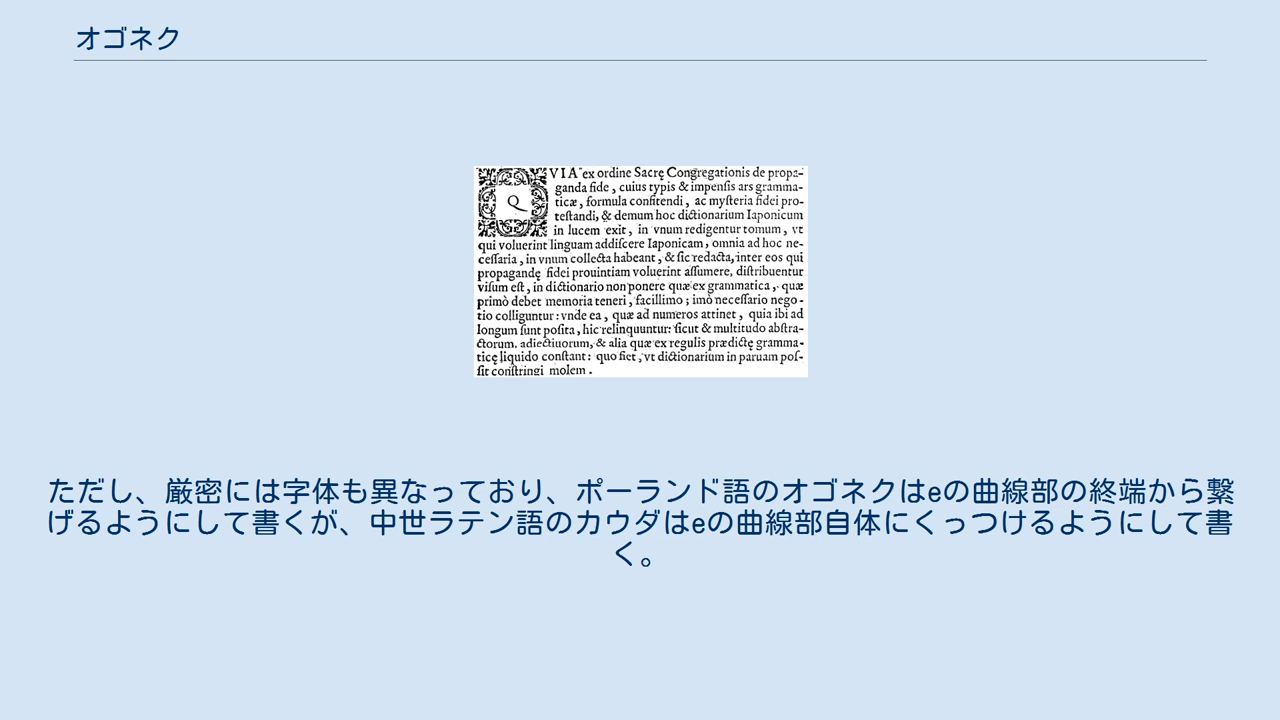 オゴネク
QVIA ex ordine Sacrę Congregationis de propa-
ganda fide, cuius typis & impenſis ars gramma-
ticæ, formula confitendi, ac myſteria fidei pro-
teſtandi, & demum hoc dictionarium Iaponicum
in lucem exit, in vnum redigentur tomum, vt
qui voluerint linguam addiſcere Iaponicam, omnia ad hoc ne-
ceſſaria, in vnum collecta habeant, & ſic redacta, inter eos qui
propagandę fidei prouintiam voluerint aſſumere, diſtribuentur
viſum eſt, in dictionario non ponere quæ ex grammatica, quæ
primò debet memoria teneri, facillimo; imò neceſſario nego-
tio colliguntur: vnde ea, quæ ad numeros attinet, quia ibi ad
longum ſunt poſita, hic relinquuntur: ſicut & multitudo abſtra-
ctorum. adiectiuorum, & alia quæ ex regulis prædictę gramma-
ticę liquido conſtant: quo fiet, vt dictionarium in paruam poſ-
ſit conſtringi molem.
ただし、厳密には字体も異なっており、ポーランド語のオゴネクはeの曲線部の終端から繋
げるようにして書くが、中世ラテン語のカウダはeの曲線部自体にくっつけるようにして書
く。